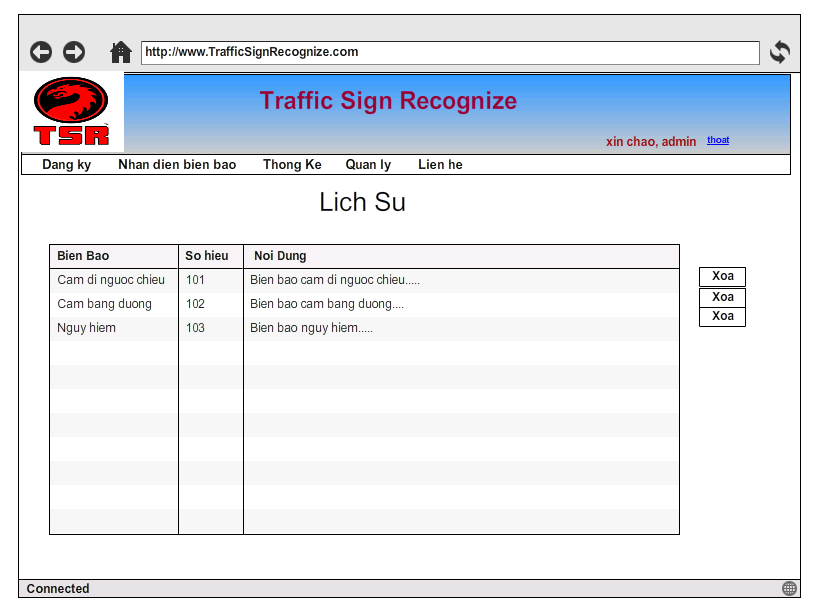 http://www.TrafficSignRecognize.com
TSR
Traffic Sign Recognize
xin chao, admin thoat
Dang ky Nhan dien bien bao Thong Ke Quan ly Lien he
Lich Su
Bien Bao So hieu Noi Dung
Cam di nguoc chieu 101 Bien bao cam di nguoc chieu..... Xoa
Cam bang duong 102 Bien bao cam bang duong.... Xoa
Nguy hiem 103 Bien bao nguy hiem..... Xoa
Connected